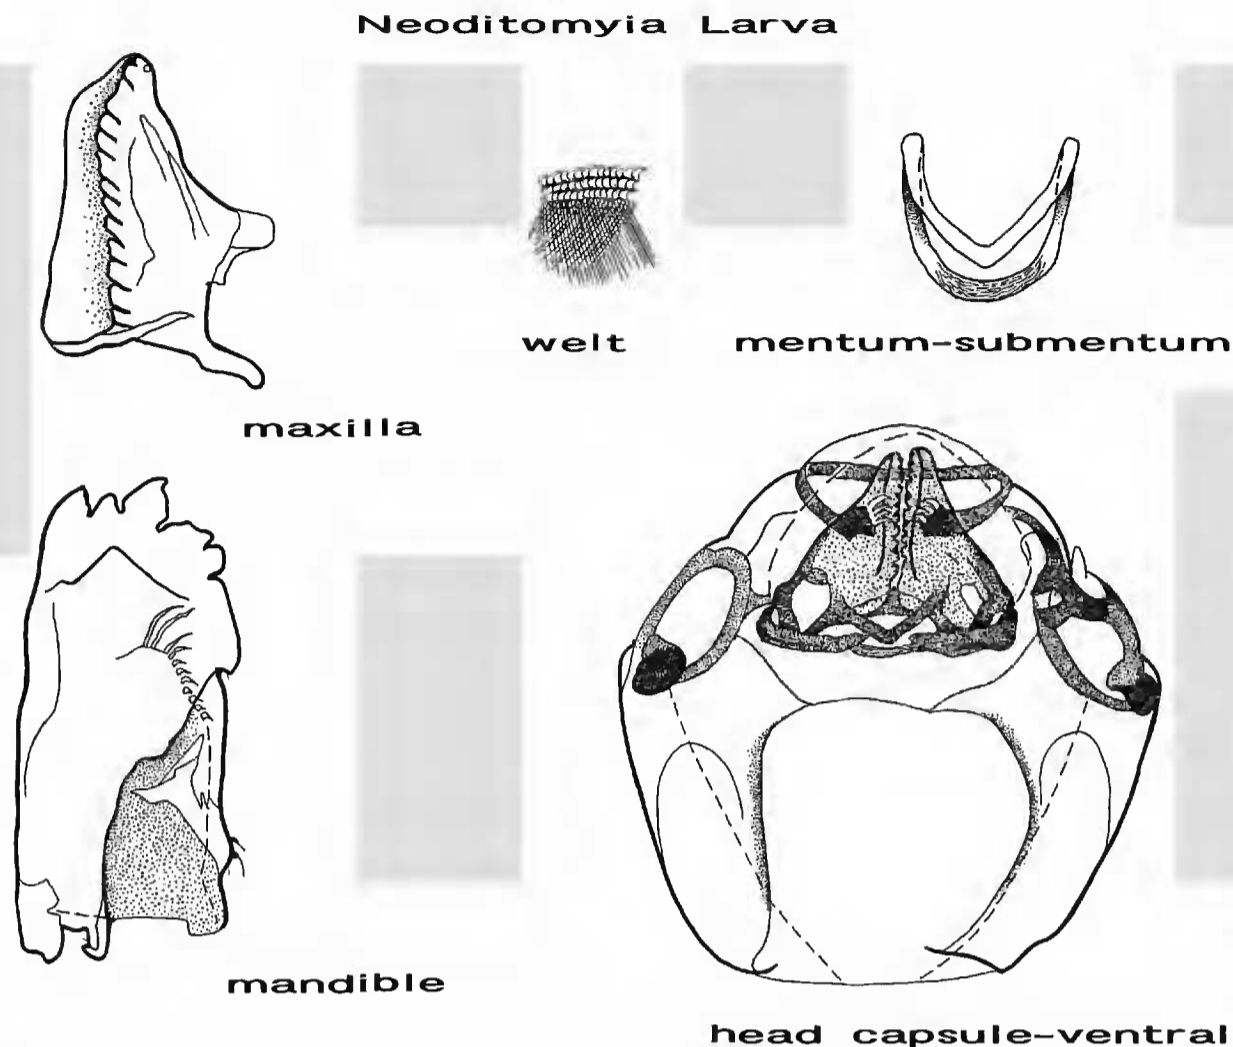 Neoditomyia Larva
welt
mentum-submentum
maxilla
mandible
head capsule-ventral